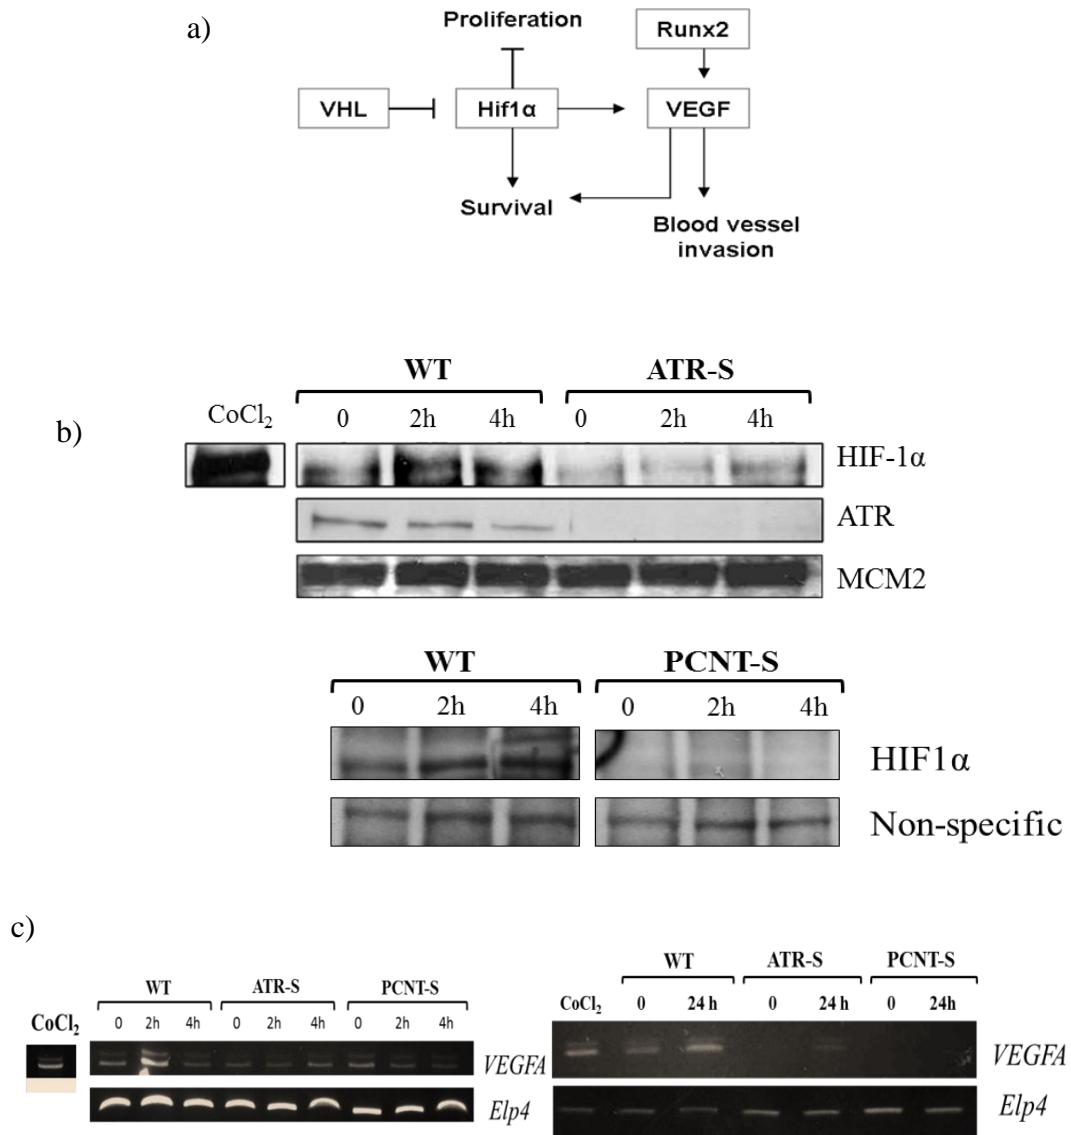 a)
Proliferation
Runx2
VHL
Hif1α
VEGF
Survival
Blood vessel
invasion
b)
WT
ATR-S
CoCl₂
0 2h 4h 0 2h 4h
HIF-1α
ATR
MCM2
WT
PCNT-S
0 2h 4h 0 2h 4h
HIF1α
Non-specific
c)
WT ATR-S PCNT-S
CoCl₂ 0 2h 4h 0 2h 4h 0 2h 4h
VEGFA
Elp4
WT ATR-S PCNT-S
CoCl₂ 0 24 h 0 24 h 0 24h
VEGFA
Elp4